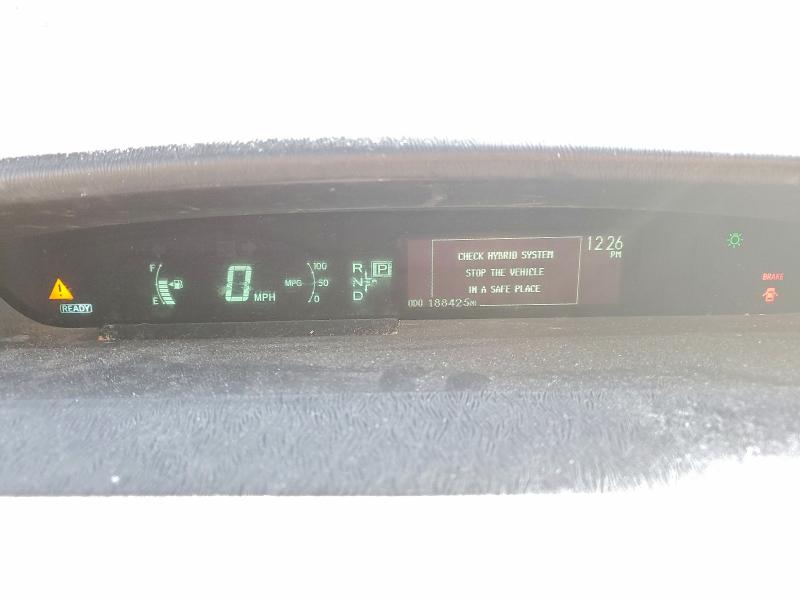 READY
F
E
0 MPH
MPG
100
50
0
R
N
D
P
CHECK HYBRID SYSTEM
STOP THE VEHICLE
IN A SAFE PLACE
ODO 188425MI
12:26
PM
BRAKE